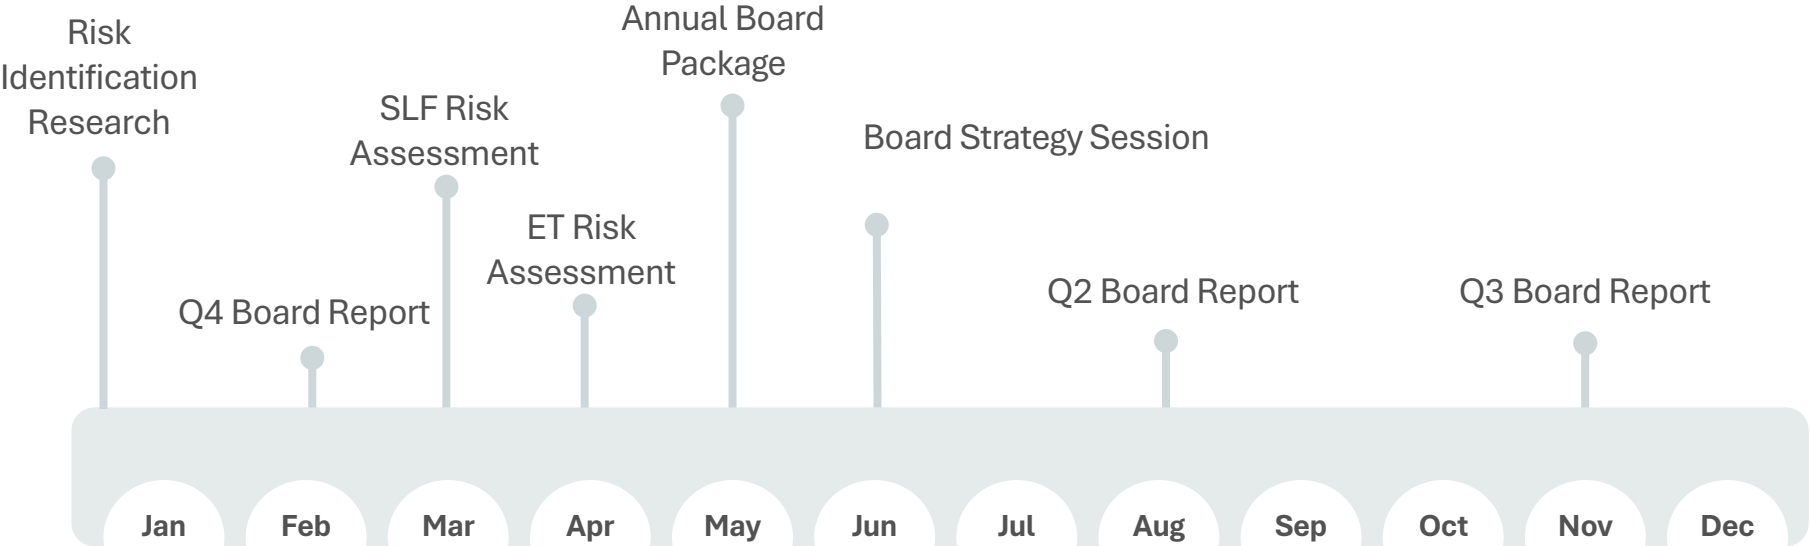 Risk
Identification
Research
Q4 Board Report
SLF Risk
Assessment
ET Risk
Assessment
Annual Board
Package
Board Strategy Session
Q2 Board Report
Q3 Board Report
Jan
Feb
Mar
Apr
May
Jun
Jul
Aug
Sep
Oct
Nov
Dec